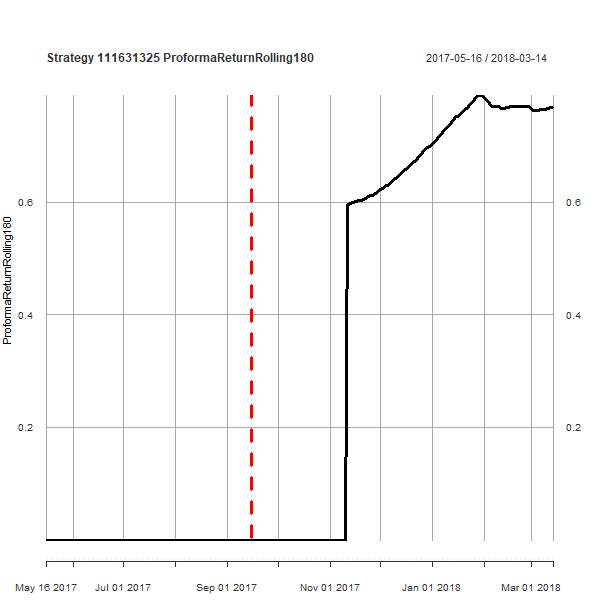 Strategy 111631325 ProformaReturnRolling180 2017-05-16 / 2018-03-14
ProformaReturnRolling180
0.6 0.6
0.4 0.4
0.2 0.2
May 16 2017 Jul 01 2017 Sep 01 2017 Nov 01 2017 Jan 01 2018 Mar 01 2018